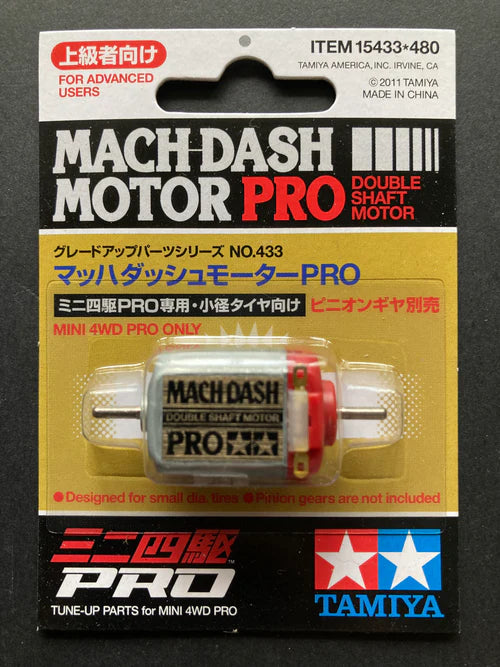 上級者向け
FOR ADVANCED
USERS
ITEM 15433*480
TAMIYA AMERICA, INC. IRVINE, CA
©2011 TAMIYA
MADE IN CHINA
MACH-DASH
MOTOR PRO
DOUBLE
SHAFT
MOTOR
グレードアップパーツシリーズ NO.433
マッハダッシュモーターPRO
ミニ四駆PRO専用・小径タイヤ向け ピニオンギヤ別売
MINI 4WD PRO ONLY
MACH DASH
DOUBLE SHAFT MOTOR
PRO
●Designed for small dia. tires ●Pinion gears are not included
ミニ四駆
PRO
TUNE-UP PARTS for MINI 4WD PRO
TAMIYA